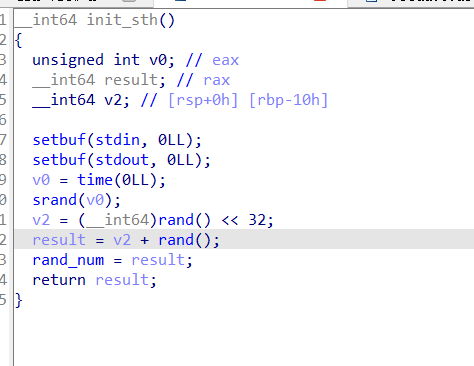 1 __int64 init_sth()
2 {
3 unsigned int v0; // eax
4 __int64 result; // rax
5 __int64 v2; // [rsp+0h] [rbp-10h]
6
7 setbuf(stdin, 0LL);
8 setbuf(stdout, 0LL);
9 v0 = time(0LL);
0 srand(v0);
1 v2 = (__int64)rand() << 32;
2 result = v2 + rand();
3 rand_num = result;
4 return result;
5 }